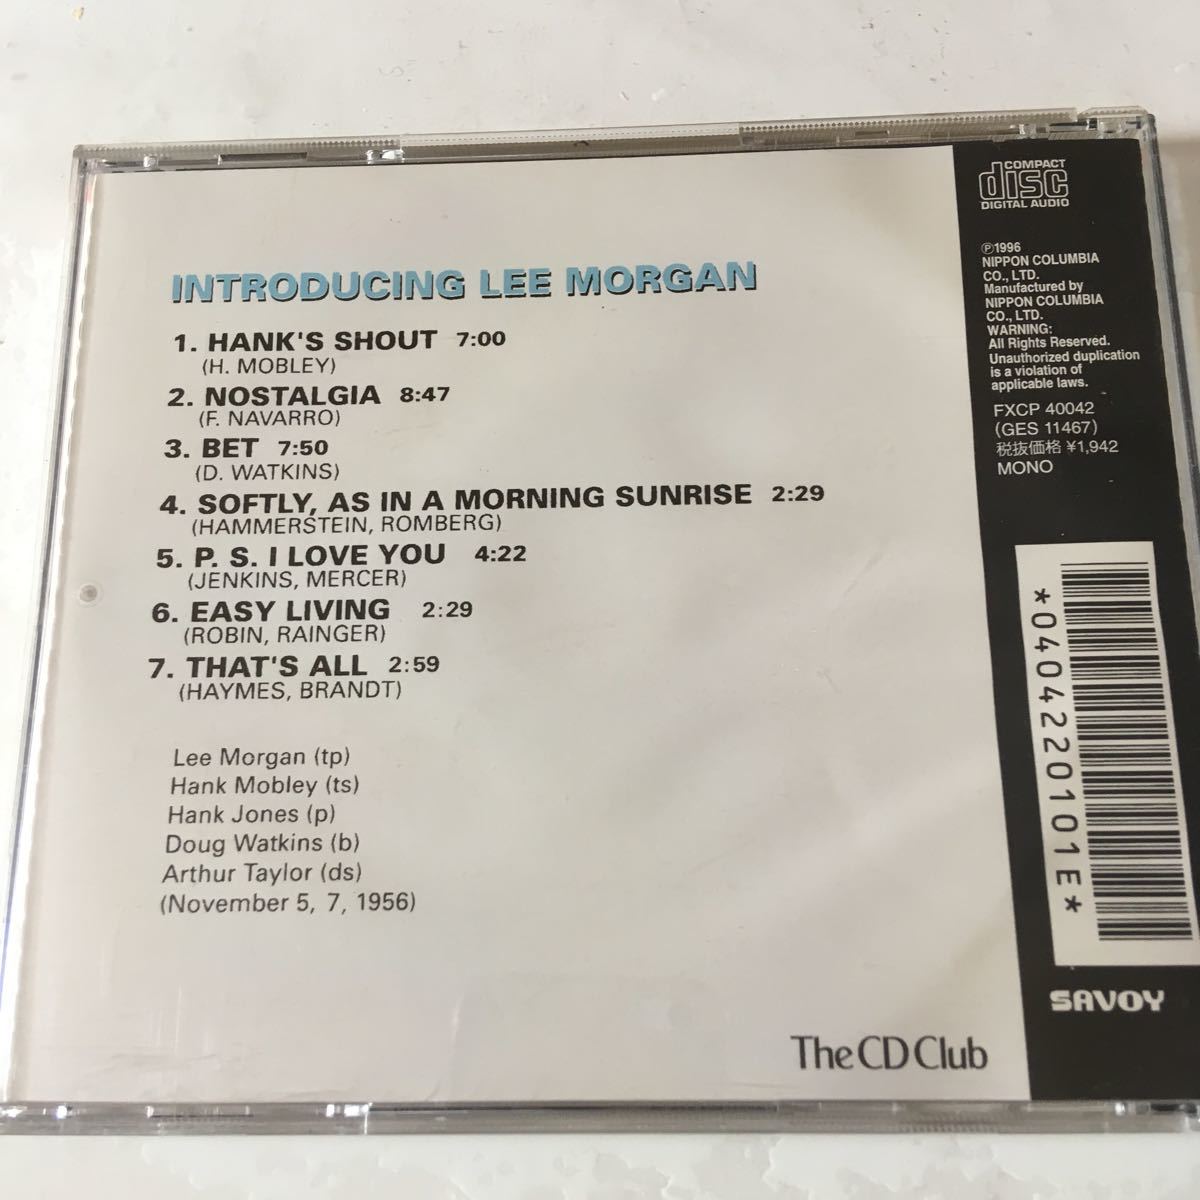 INTRODUCING LEE MORGAN
1. HANK'S SHOUT 7:00
(H. MOBLEY)
2. NOSTALGIA 8:47
(F. NAVARRO)
3. BET 7:50
(D. WATKINS)
4. SOFTLY, AS IN A MORNING SUNRISE 2:29
(HAMMERSTEIN, ROMBERG)
5. P. S. I LOVE YOU 4:22
(JENKINS, MERCER)
6. EASY LIVING 2:29
(ROBIN, RAINGER)
7. THAT'S ALL 2:59
(HAYMES, BRANDT)
Lee Morgan (tp)
Hank Mobley (ts)
Hank Jones (p)
Doug Watkins (b)
Arthur Taylor (ds)
(November 5, 7, 1956)
The CD Club
COMPACT
disc
DIGITAL AUDIO
℗1996
NIPPON COLUMBIA
CO., LTD.
Manufactured by
NIPPON COLUMBIA
CO., LTD.
WARNING:
All Rights Reserved.
Unauthorized duplication
is a violation of
applicable laws.
FXCP 40042
(GES 11467)
税抜価格 ¥1,942
MONO
*0404220101E*
SAVOY